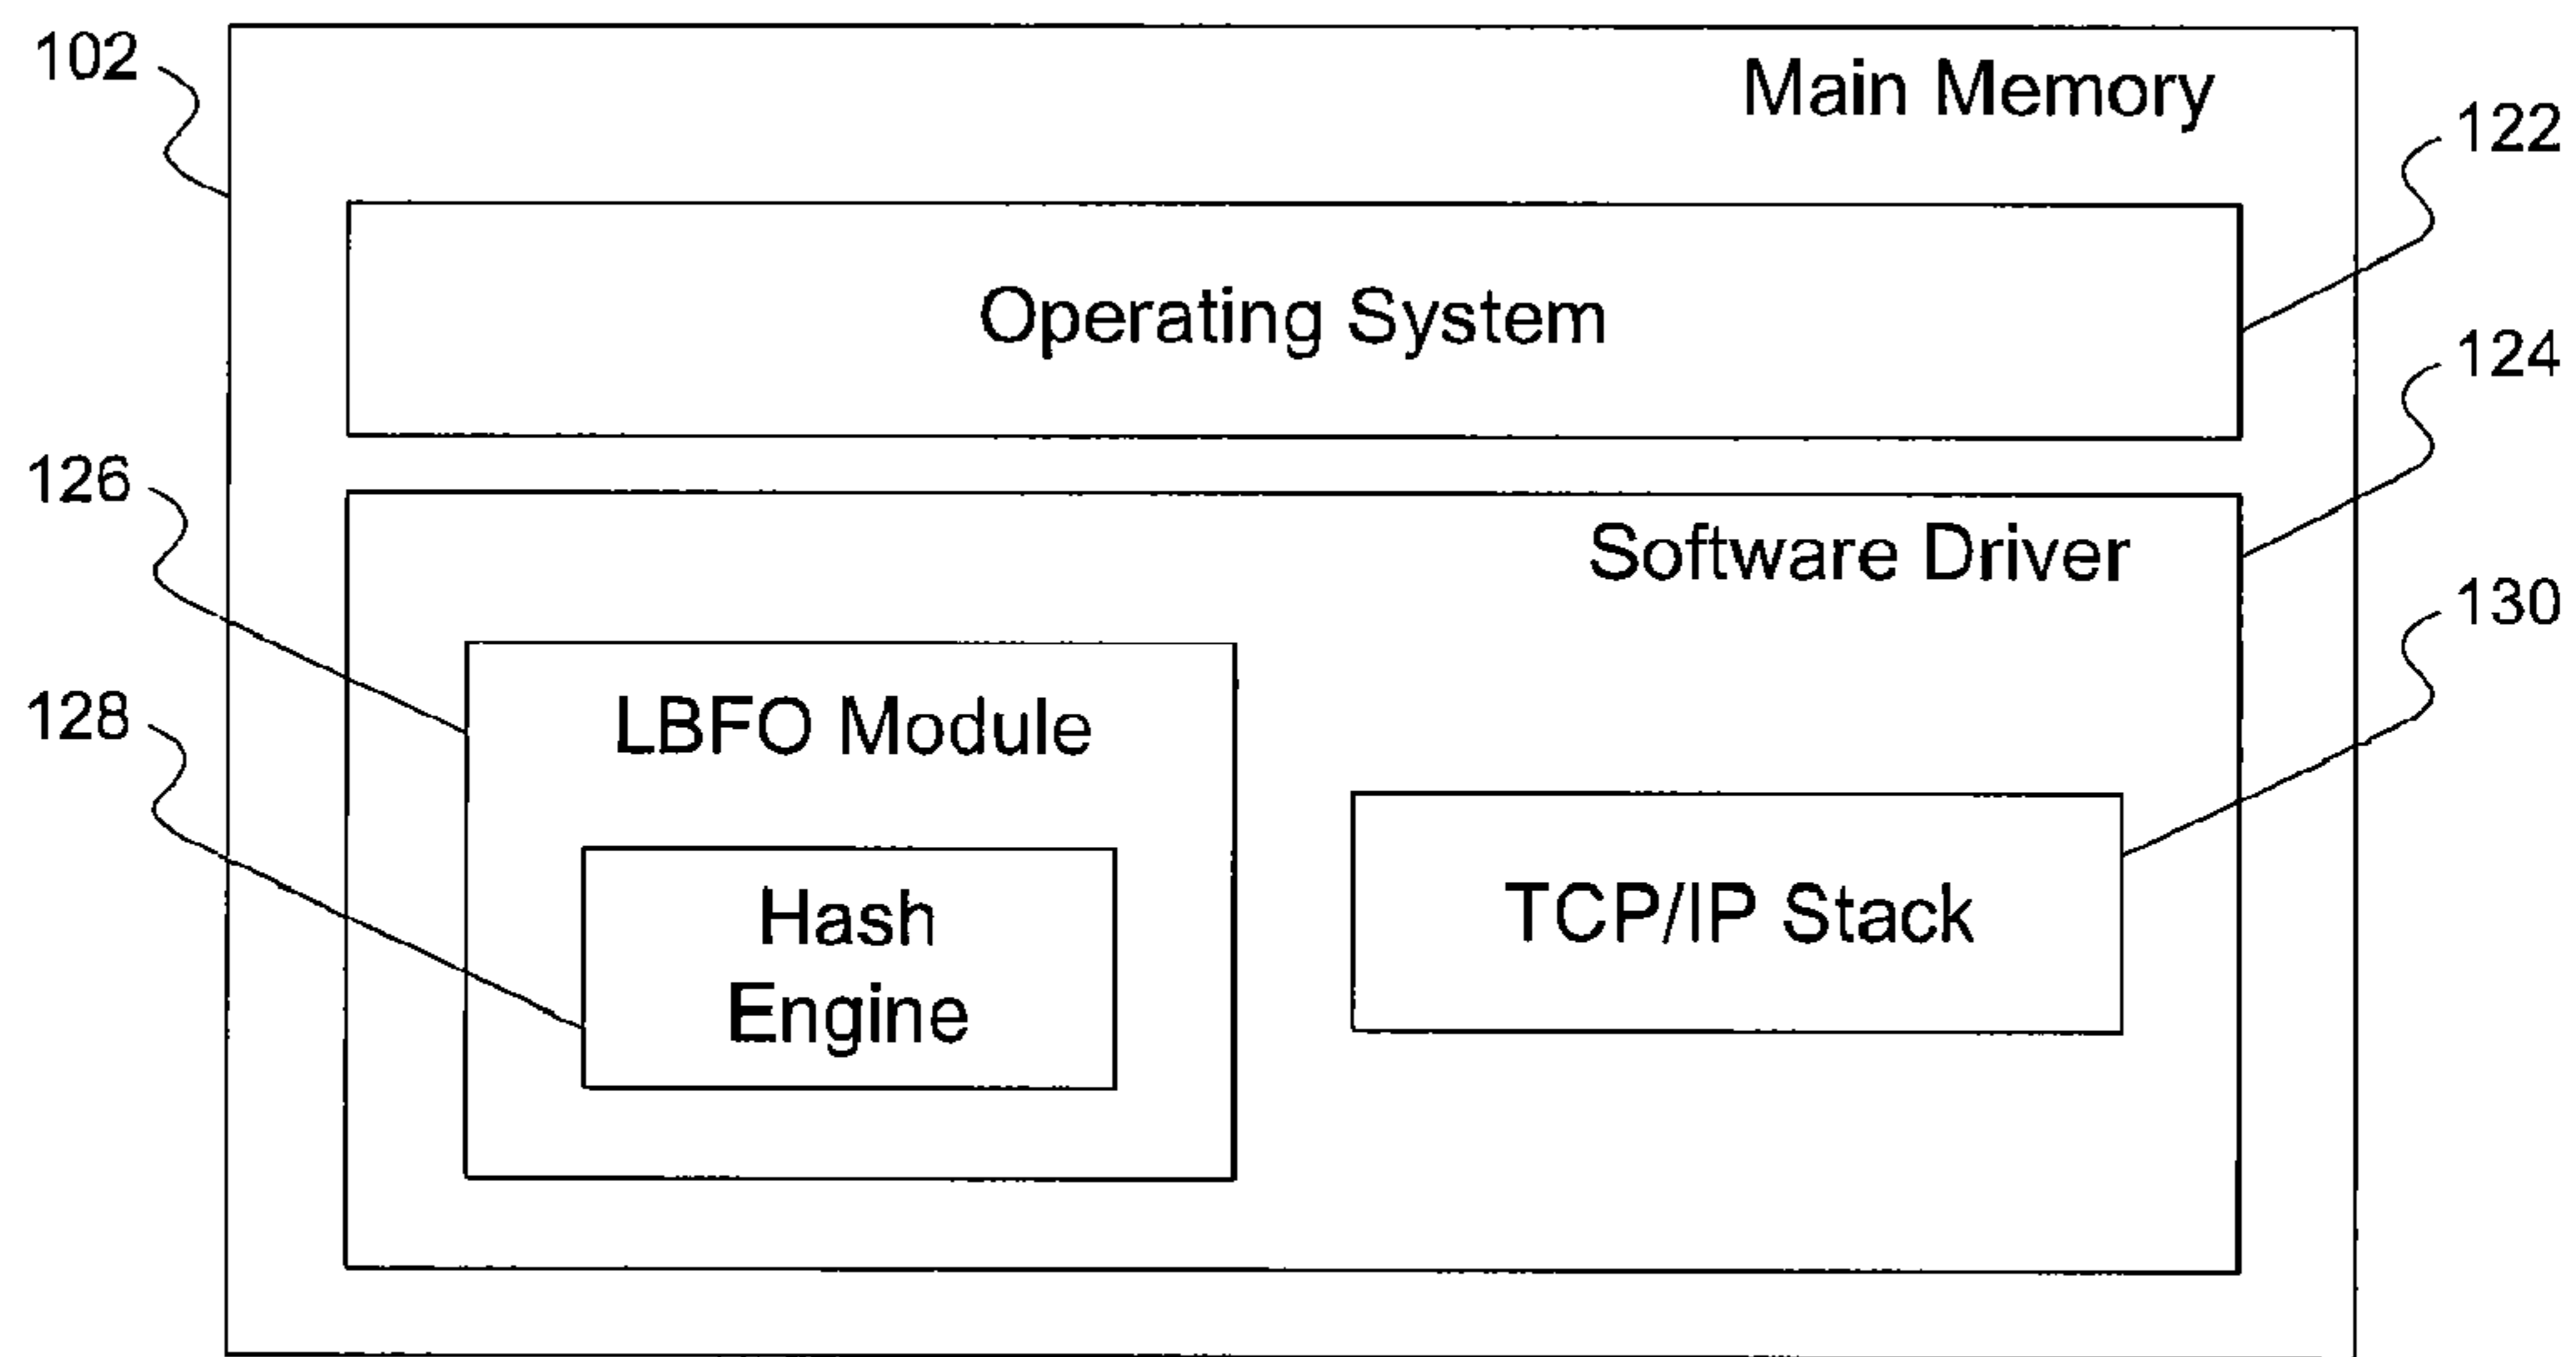 102
Main Memory
122
Operating System
124
126
Software Driver
130
128
LBFO Module
TCP/IP Stack
Hash
Engine